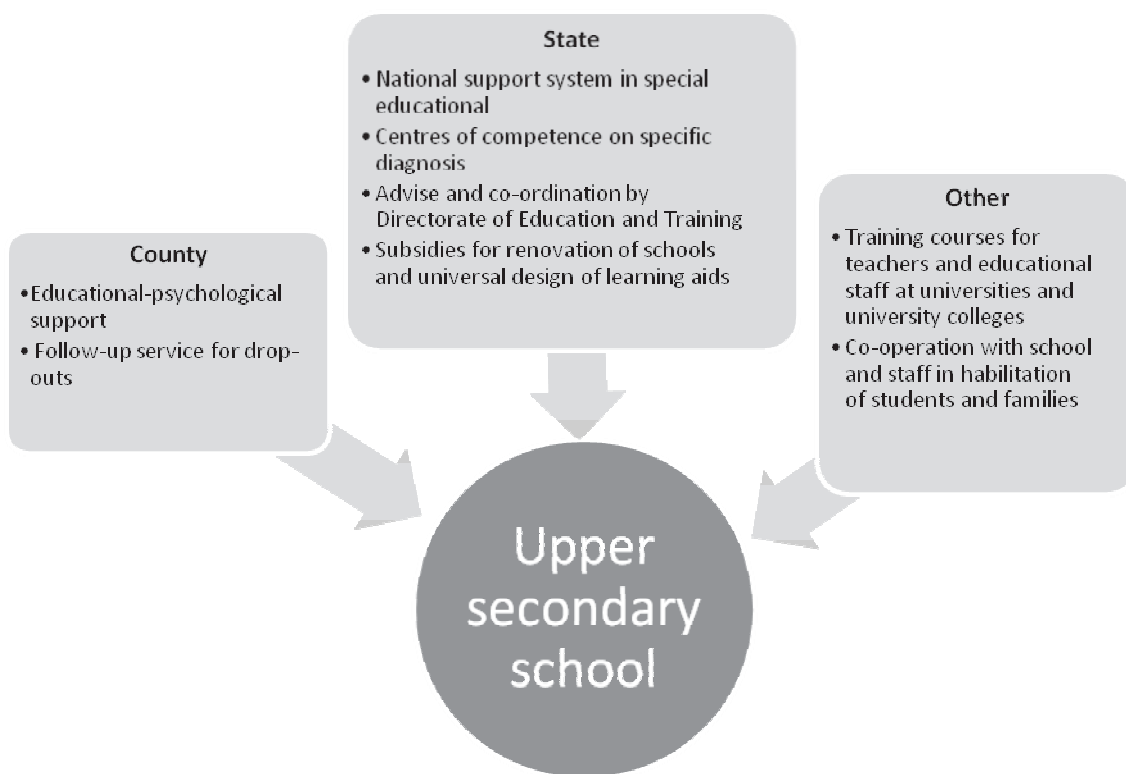 State
• National support system in special
educational
• Centres of competence on specific
diagnosis
• Advise and co-ordination by
Directorate of Education and Training
• Subsidies for renovation of schools
and universal design of learning aids
County
• Educational-psychological
support
• Follow-up service for drop-
outs
Other
• Training courses for
teachers and educational
staff at universities and
university colleges
• Co-operation with school
and staff in habilitation
of students and families
Upper
secondary
school